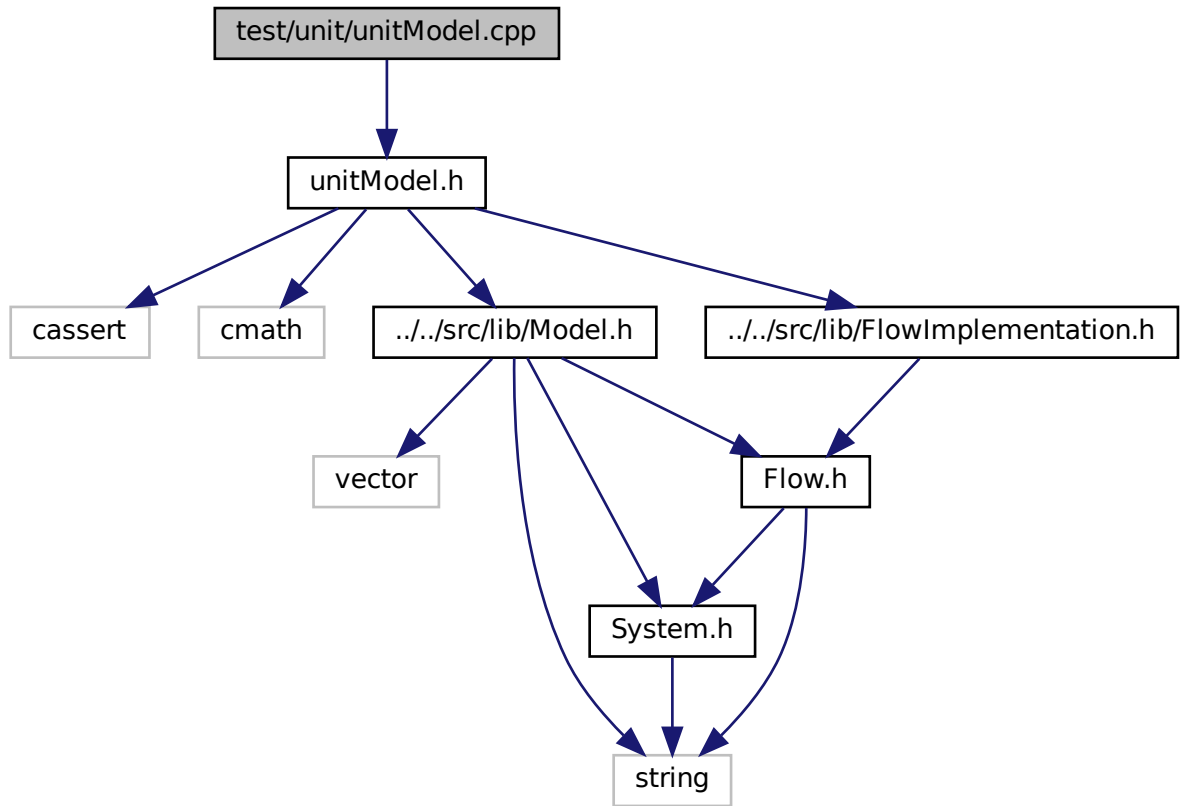 test/unit/unitModel.cpp
unitModel.h
cassert
cmath
../../src/lib/Model.h
../../src/lib/FlowImplementation.h
vector
Flow.h
System.h
string